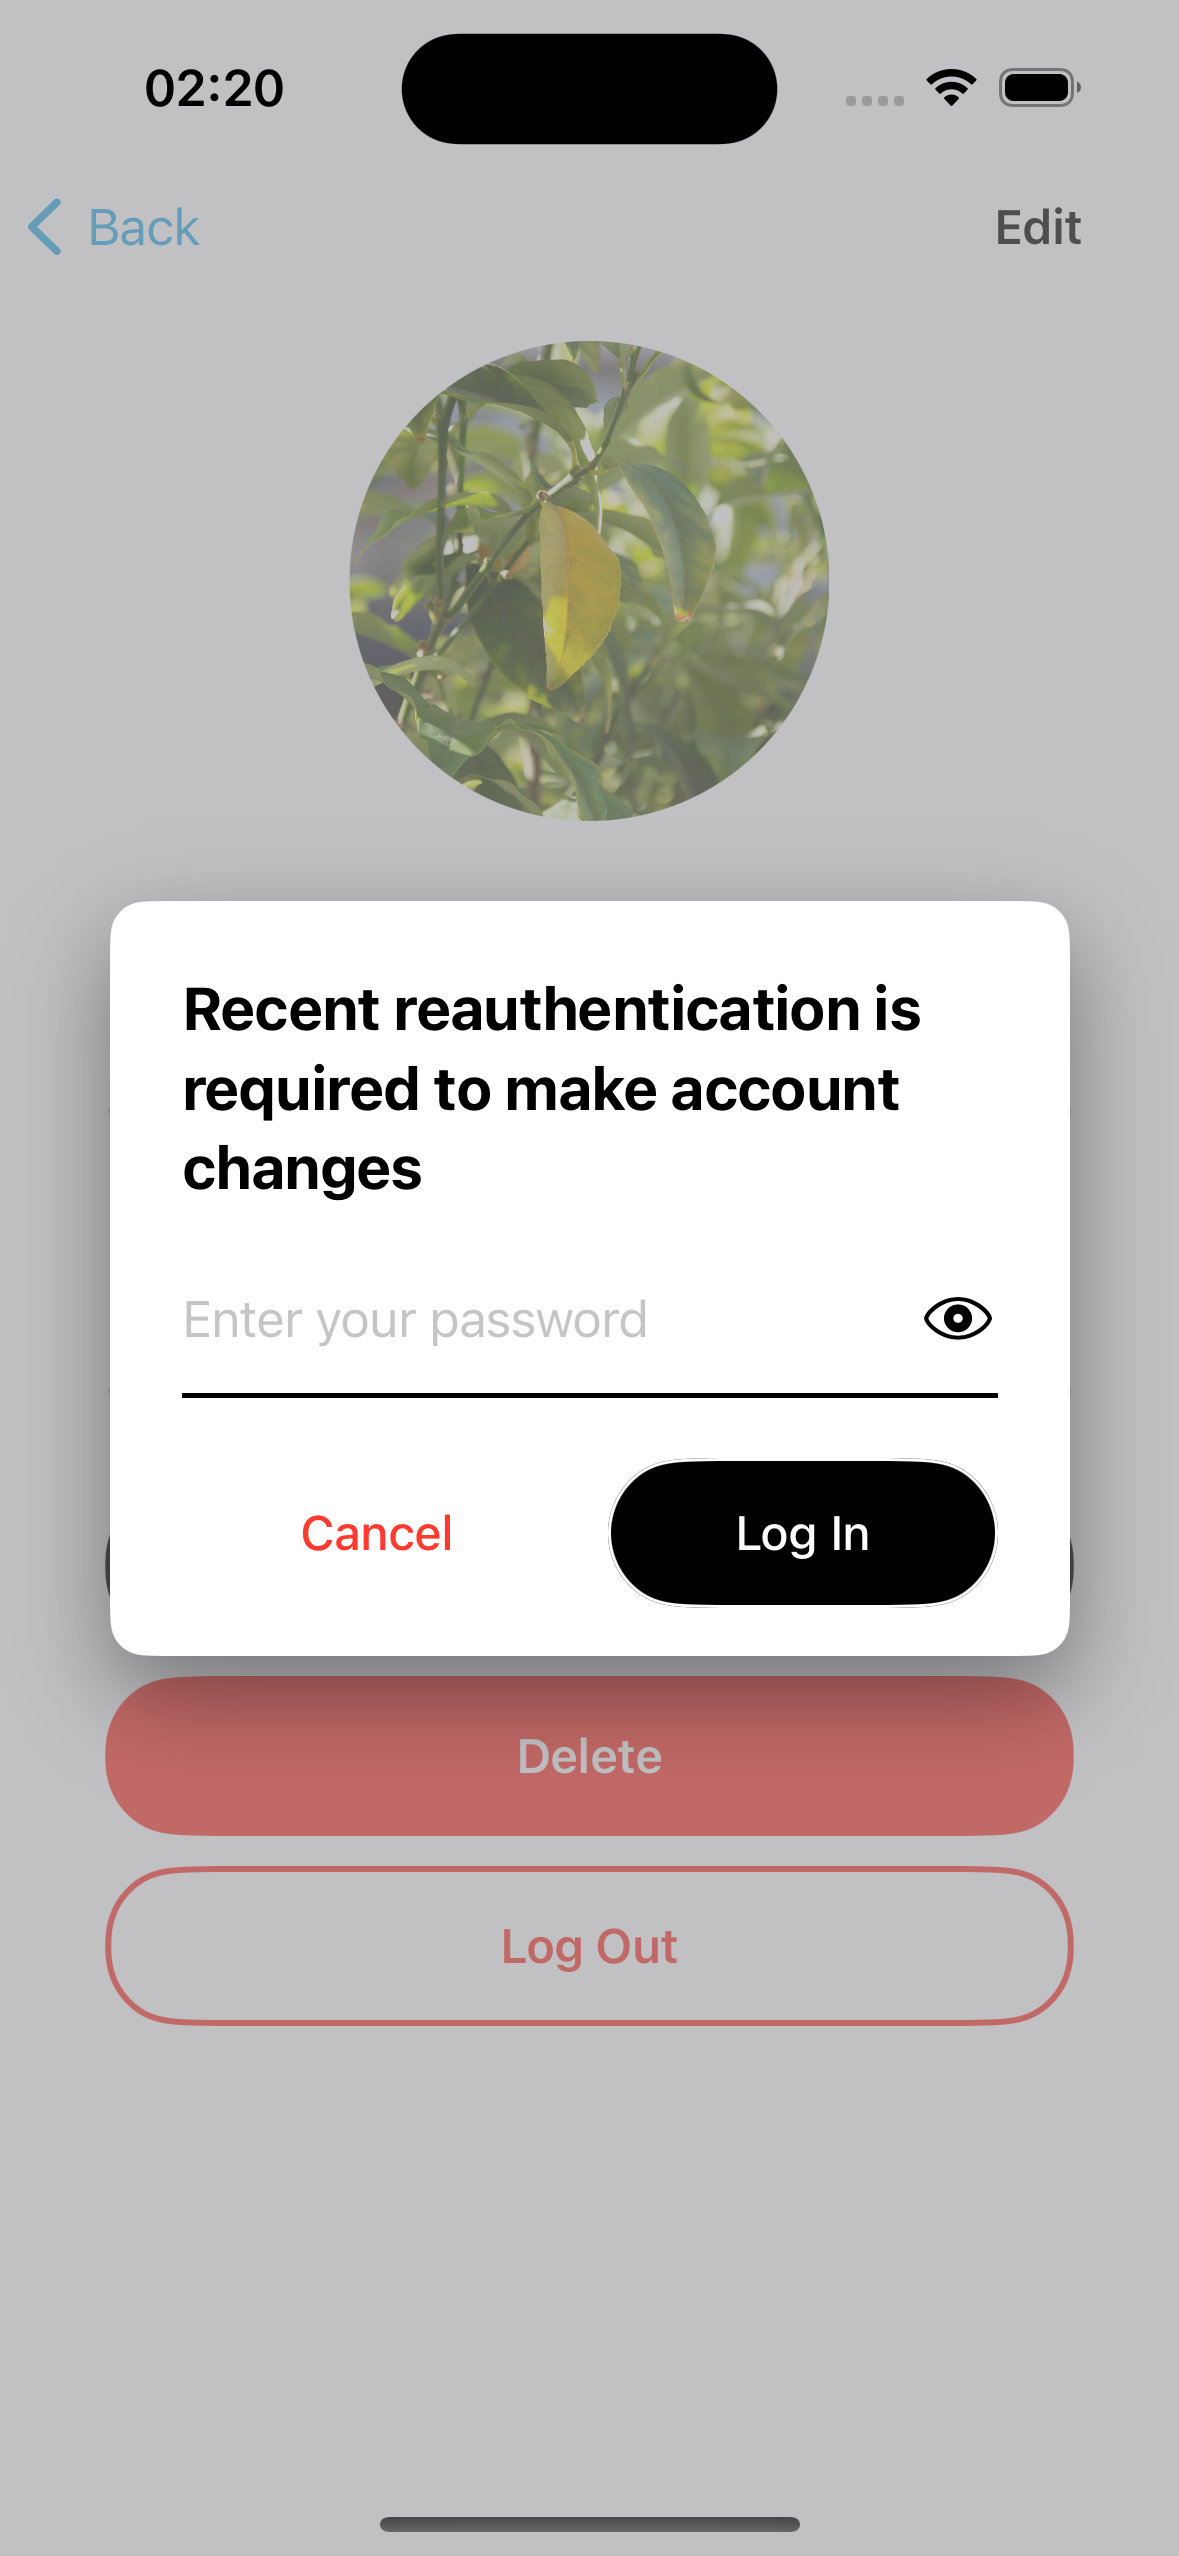 02:20
Back
Edit
Recent reauthentication is
required to make account
changes
Enter your password
Cancel
Log In
Delete
Log Out